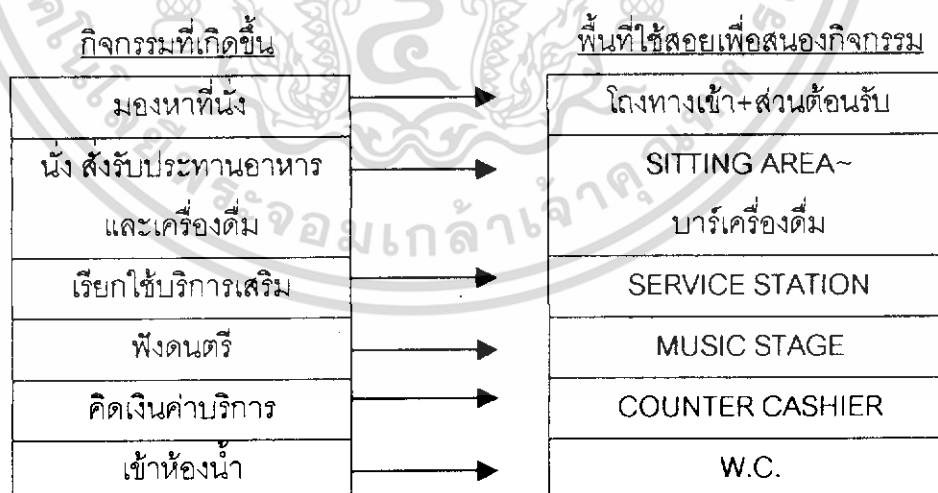 กิจกรรมที่เกิดขึ้น
พื้นที่ใช้สอยเพื่อสนองกิจกรรม
มองหาที่นั่ง
โถงทางเข้า+ส่วนต้อนรับ
นั่ง สั่งรับประทานอาหาร
และเครื่องดื่ม
SITTING AREA~
บาร์เครื่องดื่ม
เรียกใช้บริการเสริม
SERVICE STATION
ฟังดนตรี
MUSIC STAGE
คิดเงินค่าบริการ
COUNTER CASHIER
เข้าห้องน้ำ
W.C.